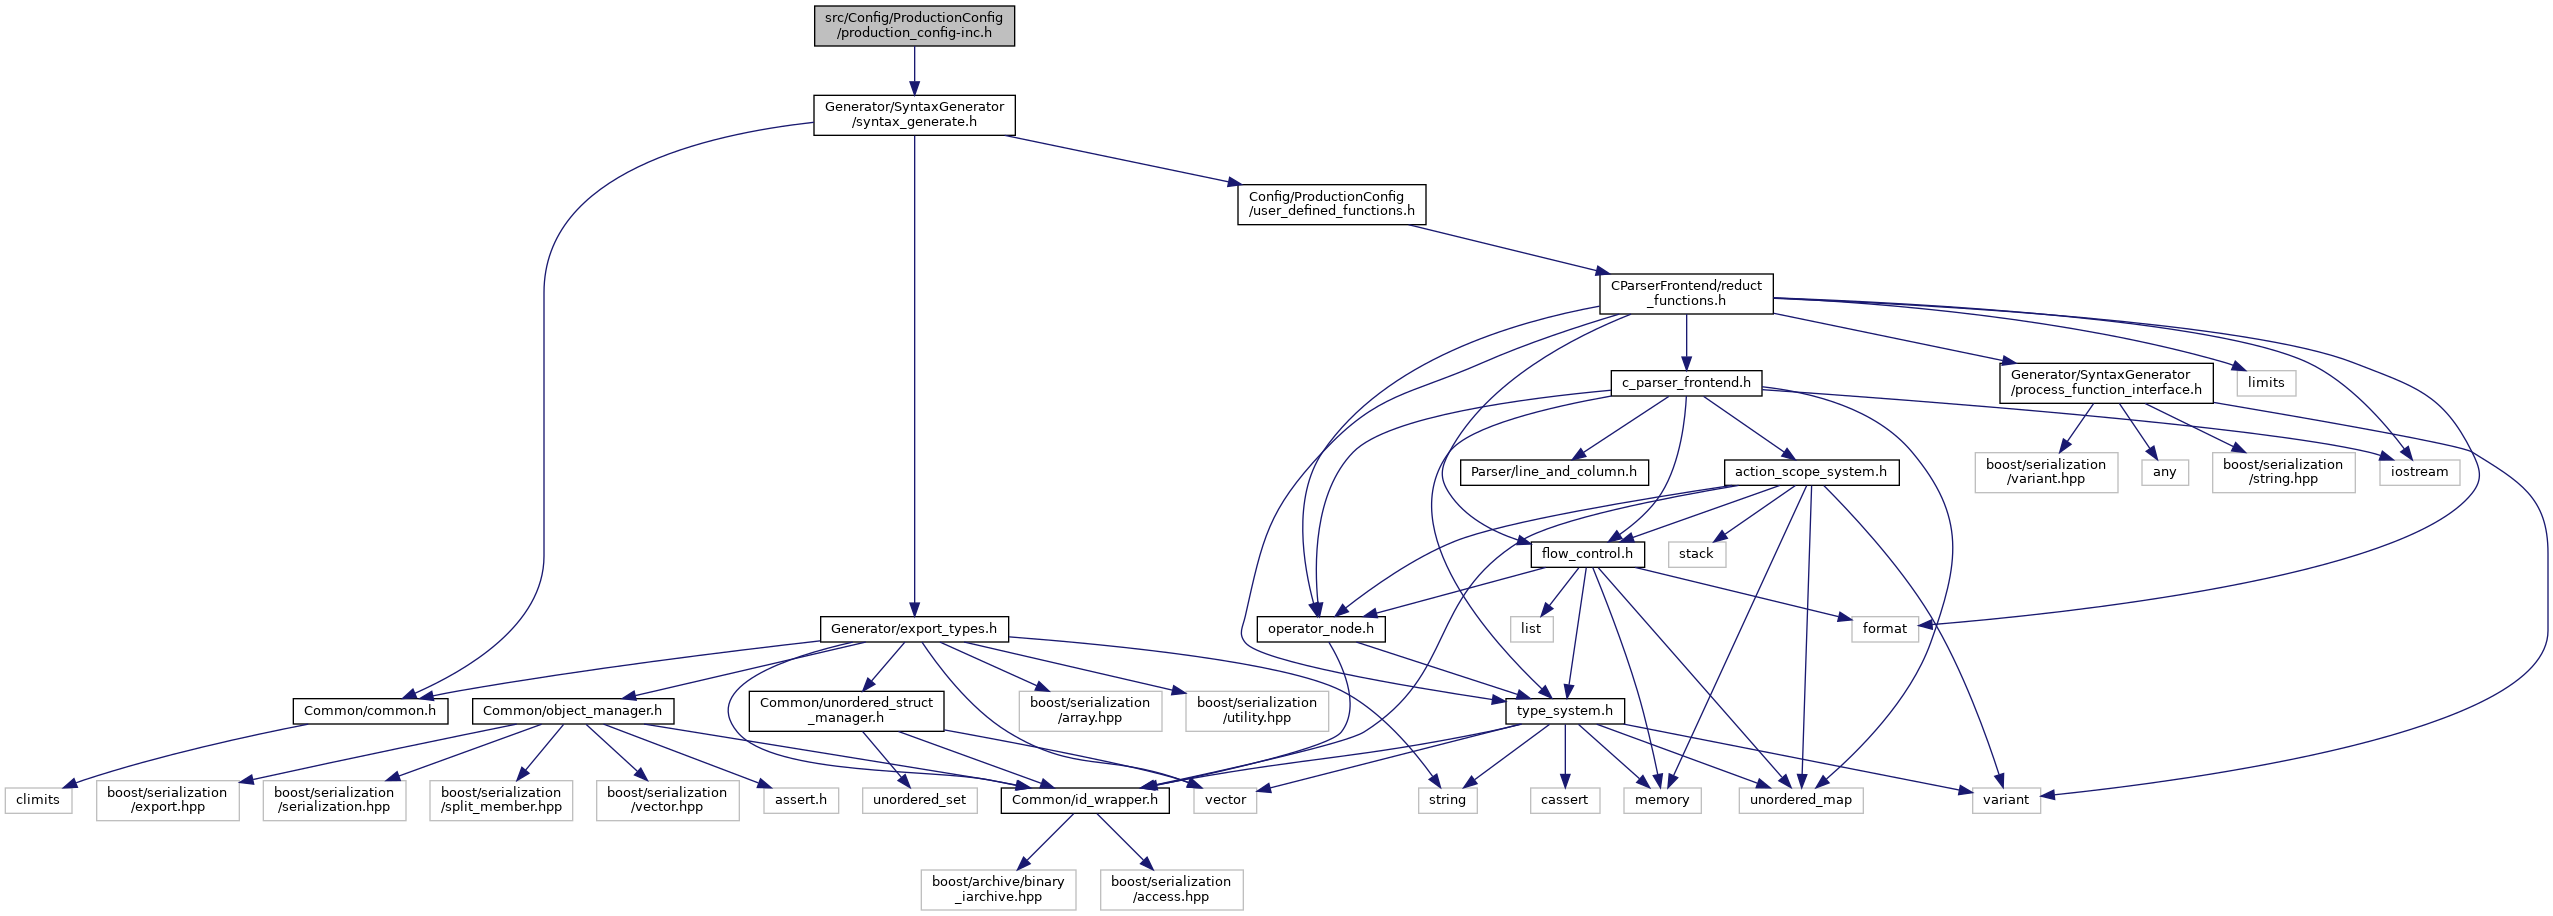 src/Config/ProductionConfig
/production_config-inc.h
Generator/SyntaxGenerator
/syntax_generate.h
Config/ProductionConfig
/user_defined_functions.h
CParserFrontend/reduct
_functions.h
c_parser_frontend.h
Generator/SyntaxGenerator
/process_function_interface.h
limits
Parser/line_and_column.h
action_scope_system.h
boost/serialization
/variant.hpp
any
boost/serialization
/string.hpp
iostream
flow_control.h
stack
Generator/export_types.h
operator_node.h
list
format
Common/common.h
Common/object_manager.h
Common/unordered_struct
_manager.h
boost/serialization
/array.hpp
boost/serialization
/utility.hpp
type_system.h
climits
boost/serialization
/export.hpp
boost/serialization
/serialization.hpp
boost/serialization
/split_member.hpp
boost/serialization
/vector.hpp
assert.h
unordered_set
Common/id_wrapper.h
vector
string
cassert
memory
unordered_map
variant
boost/archive/binary
_iarchive.hpp
boost/serialization
/access.hpp